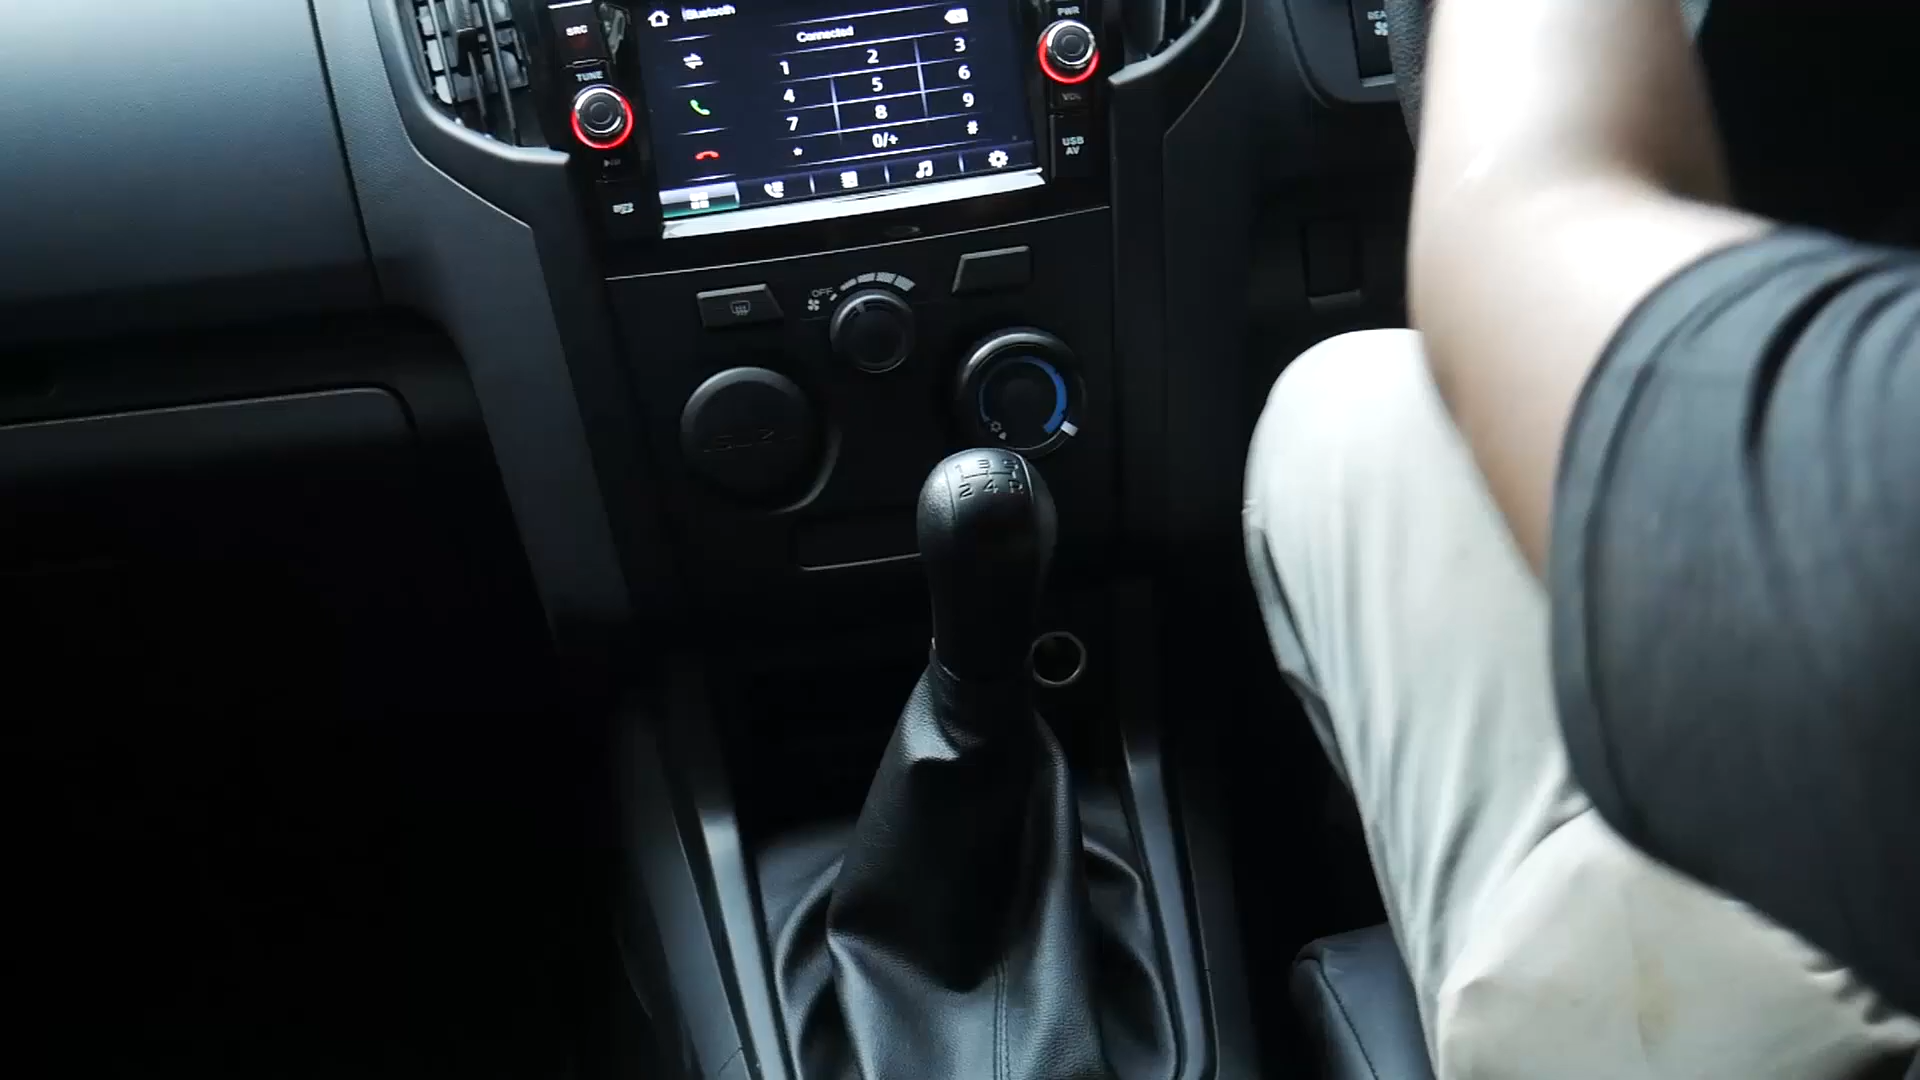 SRC
TUNE
Bluetooth
Connected
1 2 3
4 5 6
7 8 9
* 0/+ #
PWR
VOL
USB
AV
REA
OFF
1 3 5
2 4 R